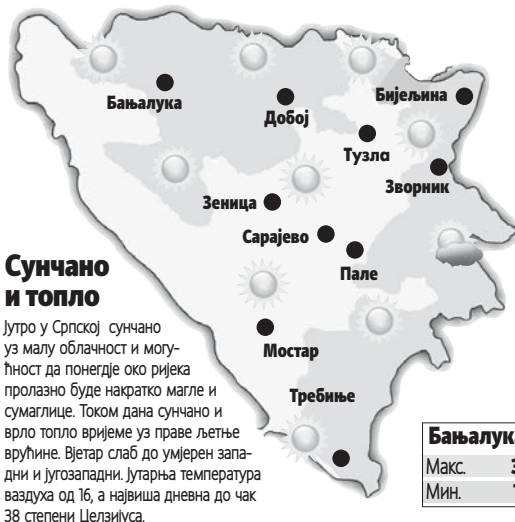 Бањалука
Добој
Бијељина
Тузла
Зворник
Зеница
Сарајево
Пале
Мостар
Требиње
Сунчано
и топло
Јутро у Српској сунчано
уз малу облачност и могу-
ћност да понегдје око ријека
пролазно буде накратко магле и
сумаглице. Током дана сунчано и
врло топло вријеме уз праве љетње
врућине. Вјетар слаб до умјерен запа-
дни и југозападни. Јутарња температура
ваздуха од 16, а највиша дневна до чак
38 степени Целзијуса.
Бањалук
Макс. 3
Мин.